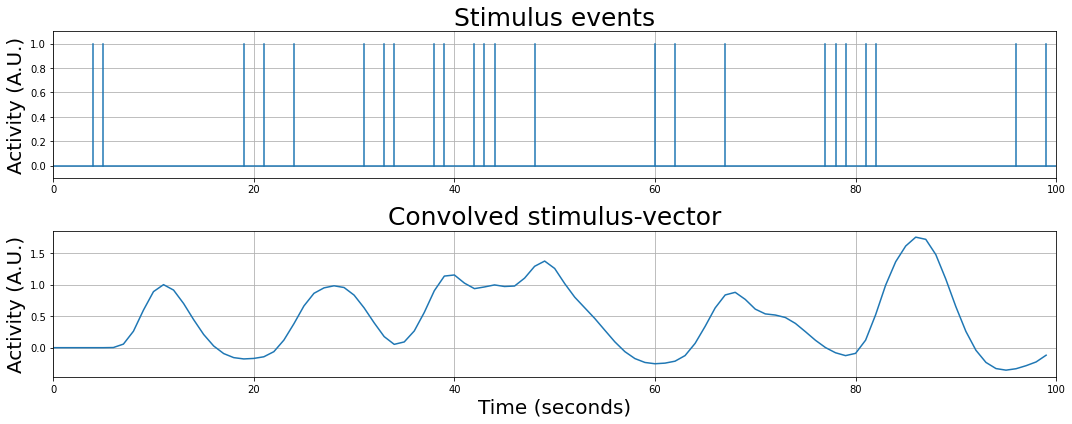 Stimulus events
Activity (A.U.)
1.0
0.8
0.6
0.4
0.2
0.0
0 20 40 60 80 100
Convolved stimulus-vector
Activity (A.U.)
1.5
1.0
0.5
0.0
0 20 40 60 80 100
Time (seconds)